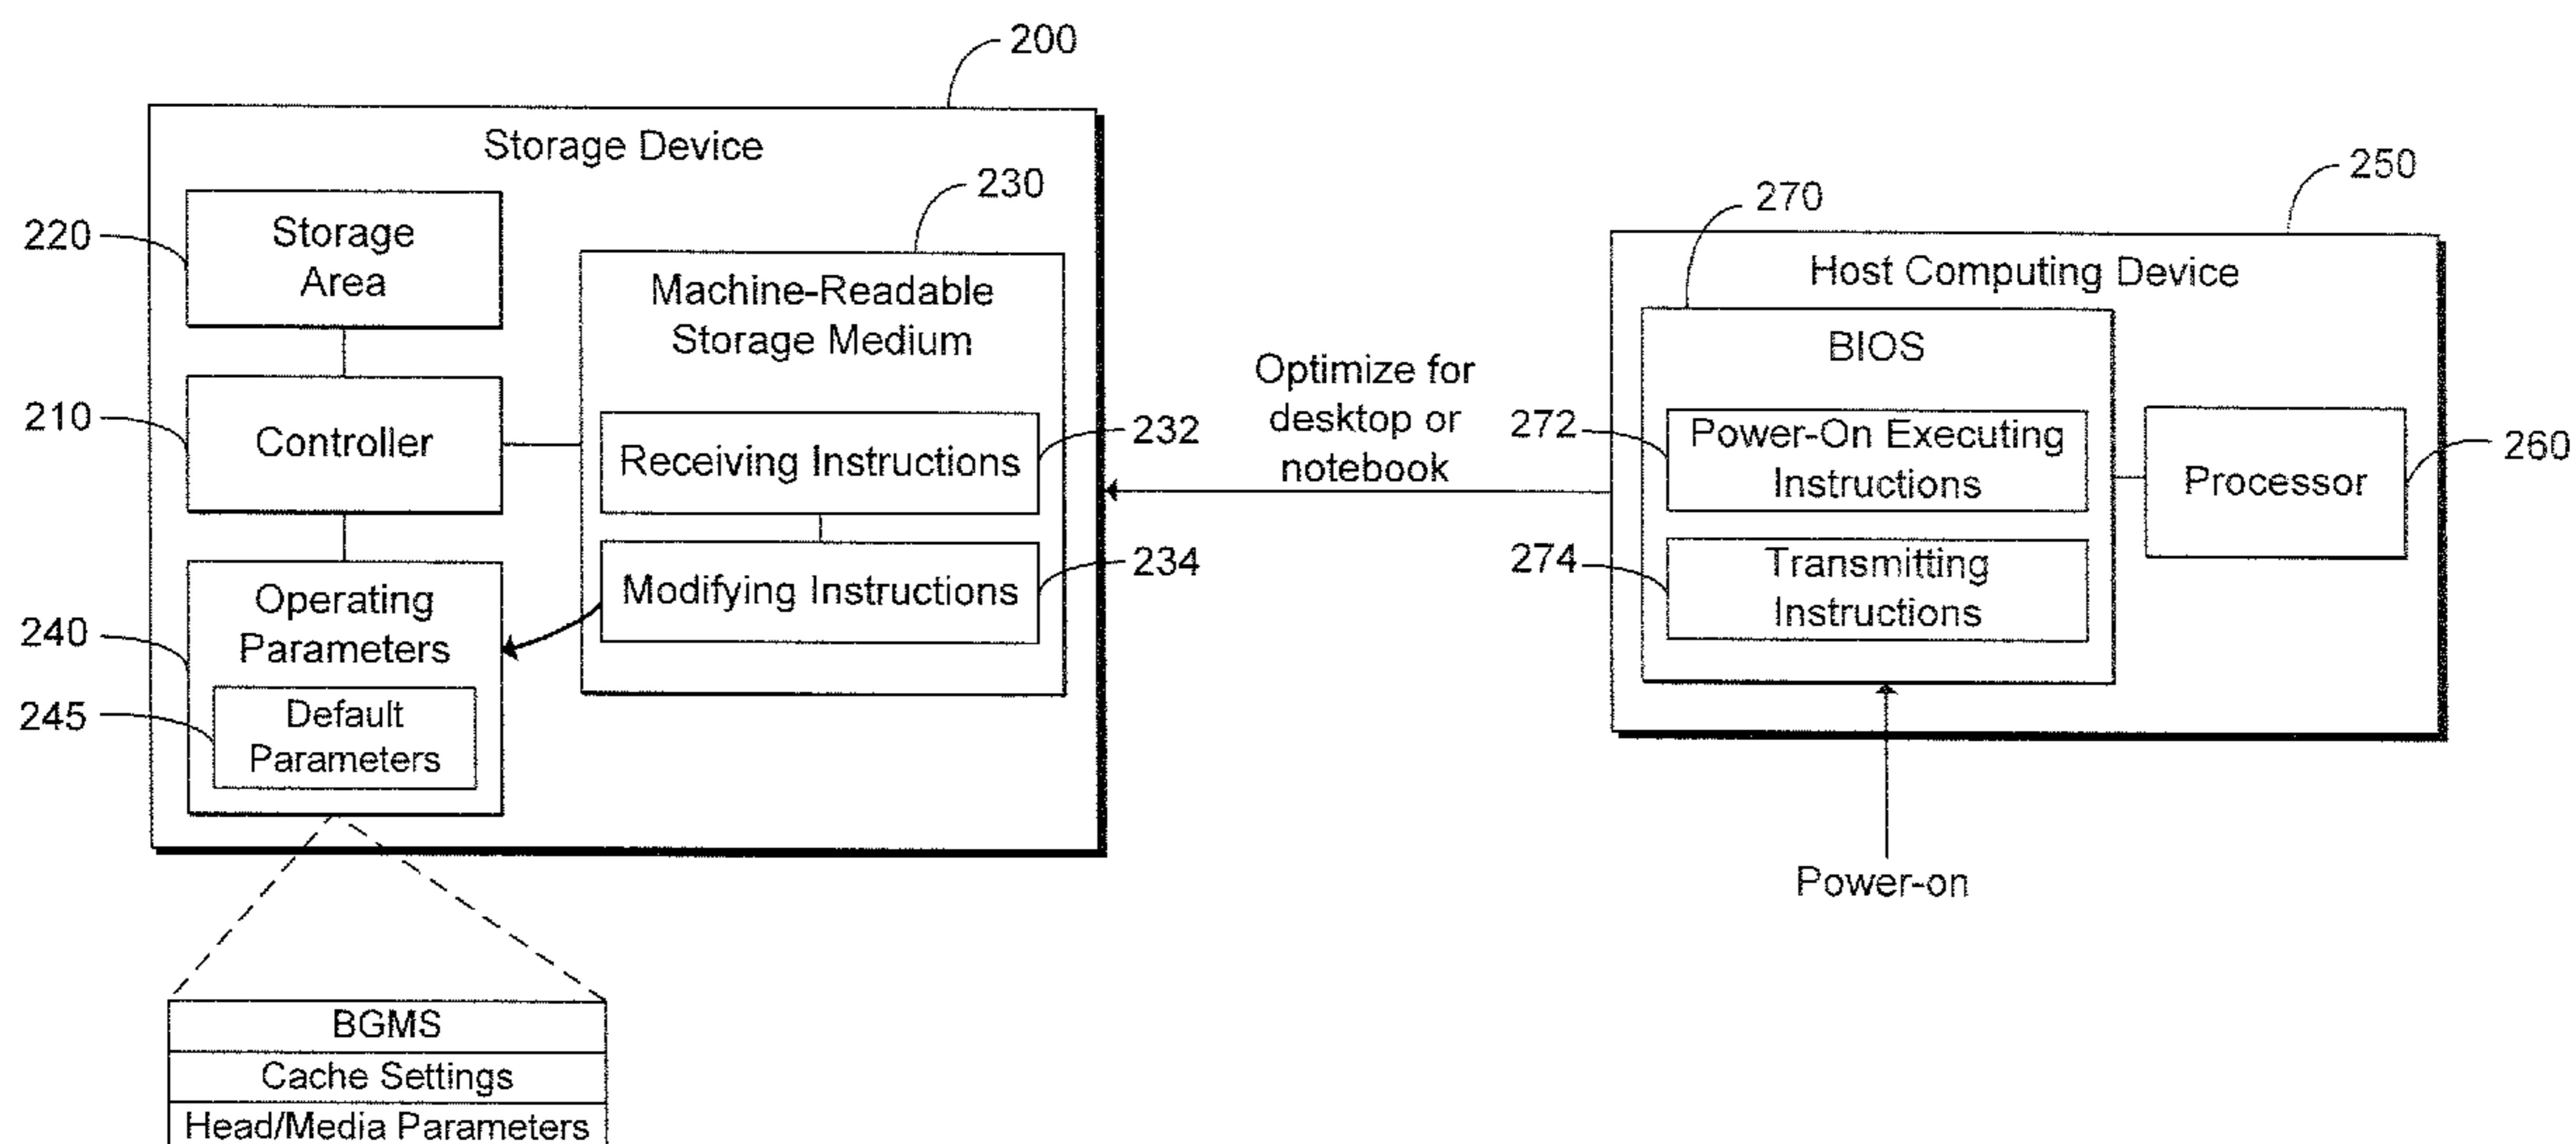 200
Storage Device
230
220
Storage
Area
Machine-Readable
Storage Medium
210
Controller
Receiving Instructions
232
Modifying Instructions
234
240
Operating
Parameters
245
Default
Parameters
BGMS
Cache Settings
Head/Media Parameters
Optimize for
desktop or
notebook
250
270
Host Computing Device
BIOS
272
Power-On Executing
Instructions
274
Transmitting
Instructions
Processor
260
Power-on